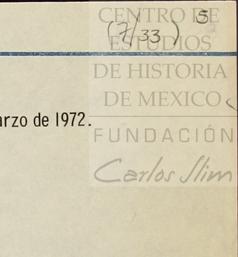 CENTRO DE
ESTUDIOS
(7/33) 5
DE HISTORIA
DE MEXICO
arzo de 1972.
FUNDACIÓN
Carlos Slim